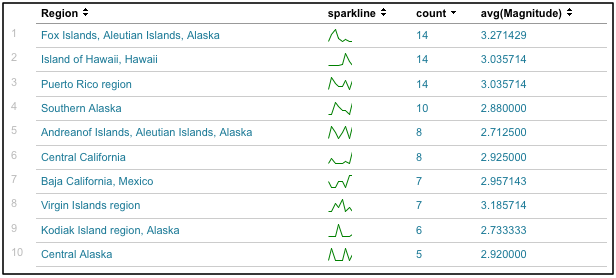 Region sparkline count avg(Magnitude)
1 Fox Islands, Aleutian Islands, Alaska 14 3.271429
2 Island of Hawaii, Hawaii 14 3.035714
3 Puerto Rico region 14 3.035714
4 Southern Alaska 10 2.880000
5 Andreanof Islands, Aleutian Islands, Alaska 8 2.712500
6 Central California 8 2.925000
7 Baja California, Mexico 7 2.957143
8 Virgin Islands region 7 3.185714
9 Kodiak Island region, Alaska 6 2.733333
10 Central Alaska 5 2.920000